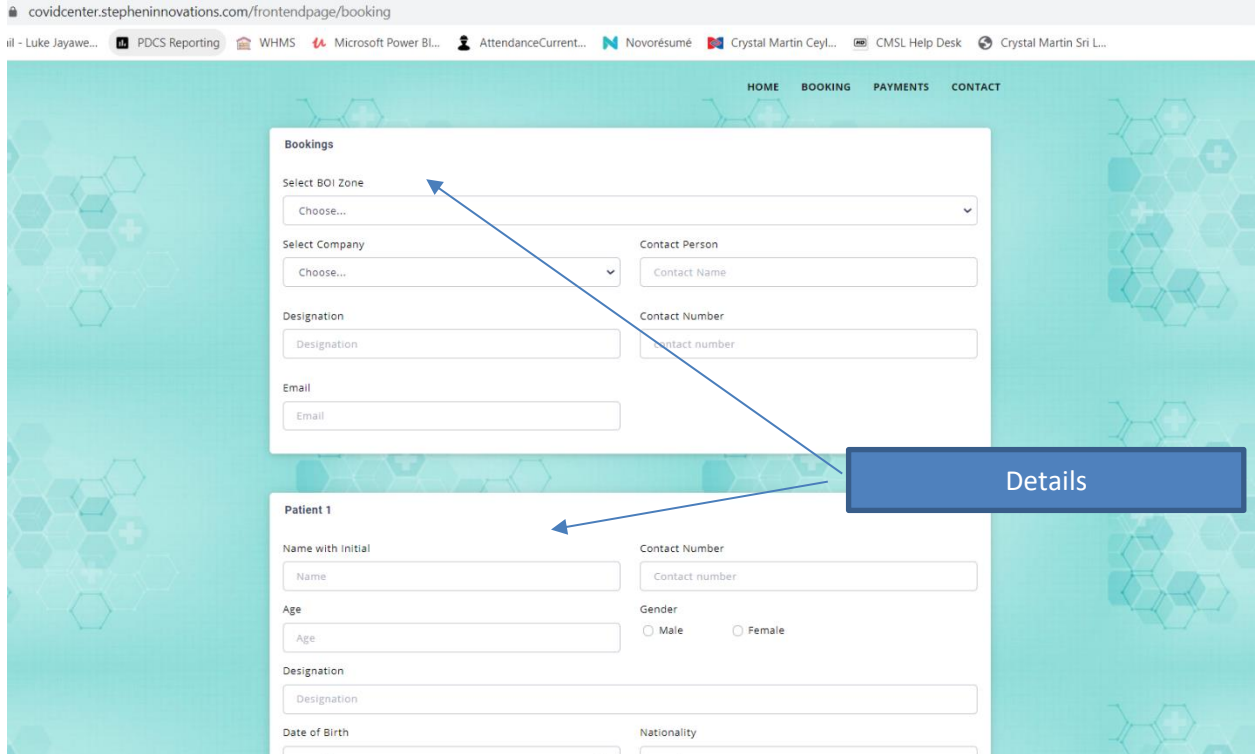 covidcenter.stepheninnovations.com/frontendpage/booking
il - Luke Jayawe... PDCS Reporting WHMS Microsoft Power BI... AttendanceCurrent... Novorésumé Crystal Martin Ceyl... CMSL Help Desk Crystal Martin Sri L...
HOME BOOKING PAYMENTS CONTACT
Bookings
Select BOI Zone
Choose...
Select Company Contact Person
Choose... Contact Name
Designation Contact Number
Designation contact number
Email
Email
Details
Patient 1
Name with Initial Contact Number
Name Contact number
Age Gender
Age Male Female
Designation
Designation
Date of Birth Nationality